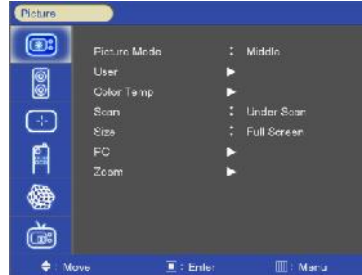 Picture
Picture Mode : Middle
User
Color Temp
Scan : Under Scan
Size : Full Screen
PC
Zoom
: Move : Enter : Menu